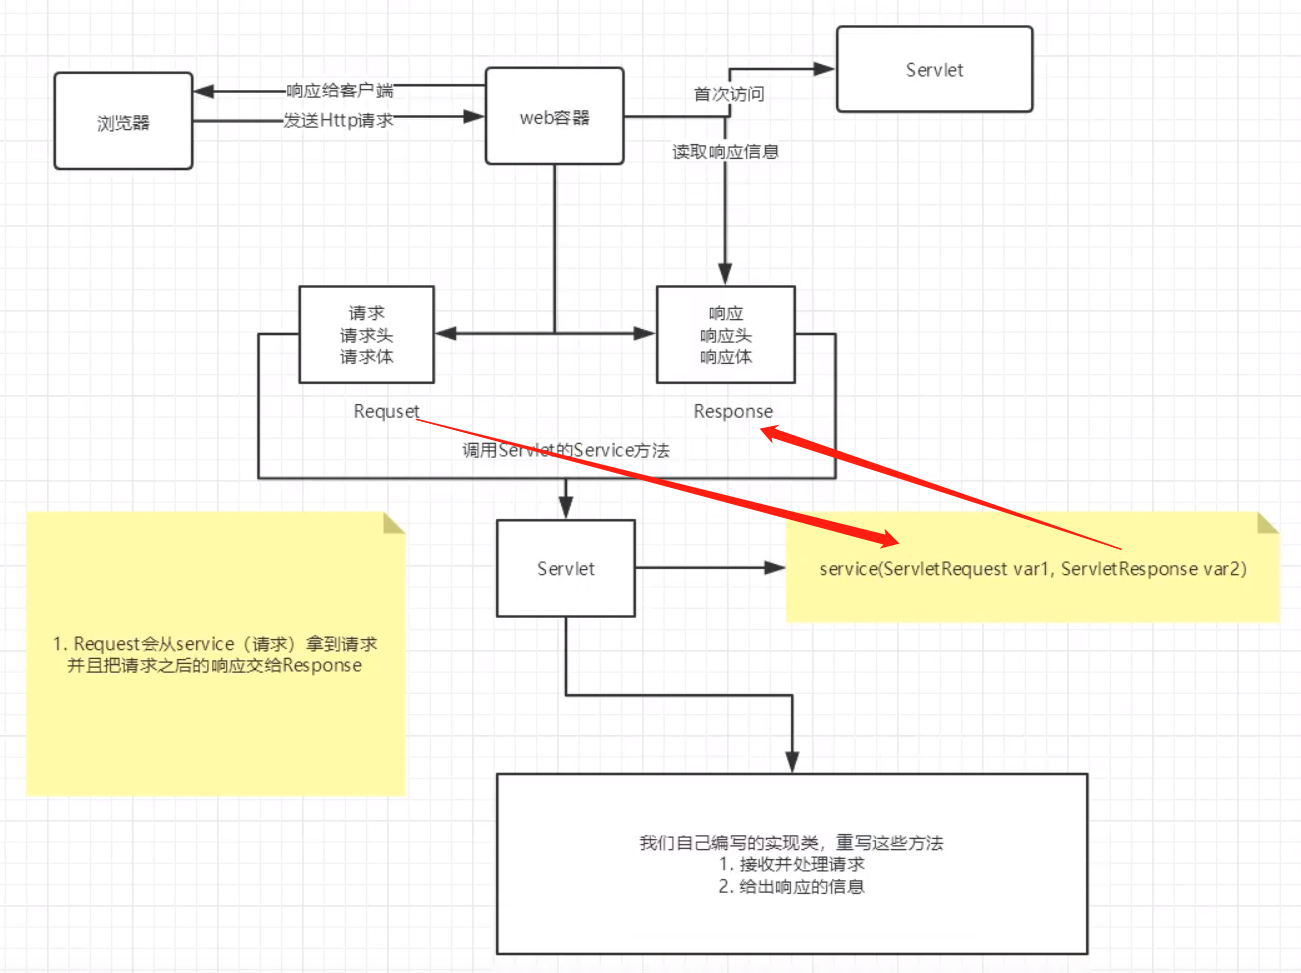 Servlet
浏览器
响应给客户端
发送Http请求
web容器
首次访问
读取响应信息
请求
请求头
请求体
响应
响应头
响应体
Requset
Response
调用Servlet的Service方法
Servlet
service(ServletRequest var1, ServletResponse var2)
1. Request会从service（请求）拿到请求
并且把请求之后的响应交给Response
我们自己编写的实现类，重写这些方法
1. 接收并处理请求
2. 给出响应的信息